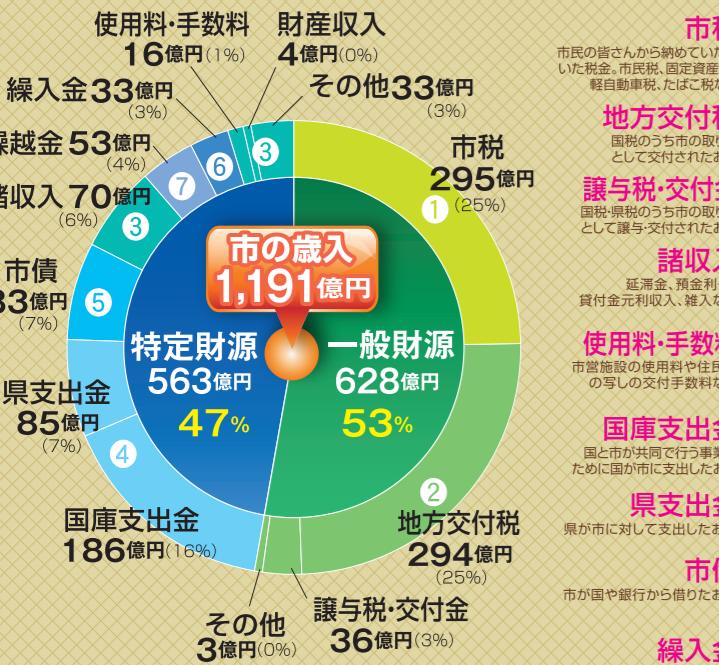 使用料・手数料
16億円(1%)
財産収入
4億円(0%)
繰入金33億円
(3%)
その他33億円
(3%)
越金53億円
(4%)
収入70億円
(6%)
市債
3億円
(7%)
県支出金
85億円
(7%)
国庫支出金
186億円(16%)
その他
3億円(0%)
譲与税・交付金
36億円(3%)
地方交付税
294億円
(25%)
市税
295億円
(25%)
③
⑥
⑦
③
⑤
④
②
①
市の歳入
1,191億円
特定財源
563億円
47%
一般財源
628億円
53%
市税
市民の皆さんから納めていた
いた税金。市民税、固定資産
軽自動車税、たばこ税
地方交付税
国税のうち市の取り
として交付されたお
譲与税・交付金
国税・県税のうち市の取り
として譲与・交付されたお
諸収入
延滞金、預金利
貸付金元利収入、雑入な
使用料・手数料
市営施設の使用料や住民
の写しの交付手数料な
国庫支出金
国と市が共同で行う事業
ために国が市に支出したお
県支出金
県が市に対して支出したお
市債
市が国や銀行から借りたお
繰入金